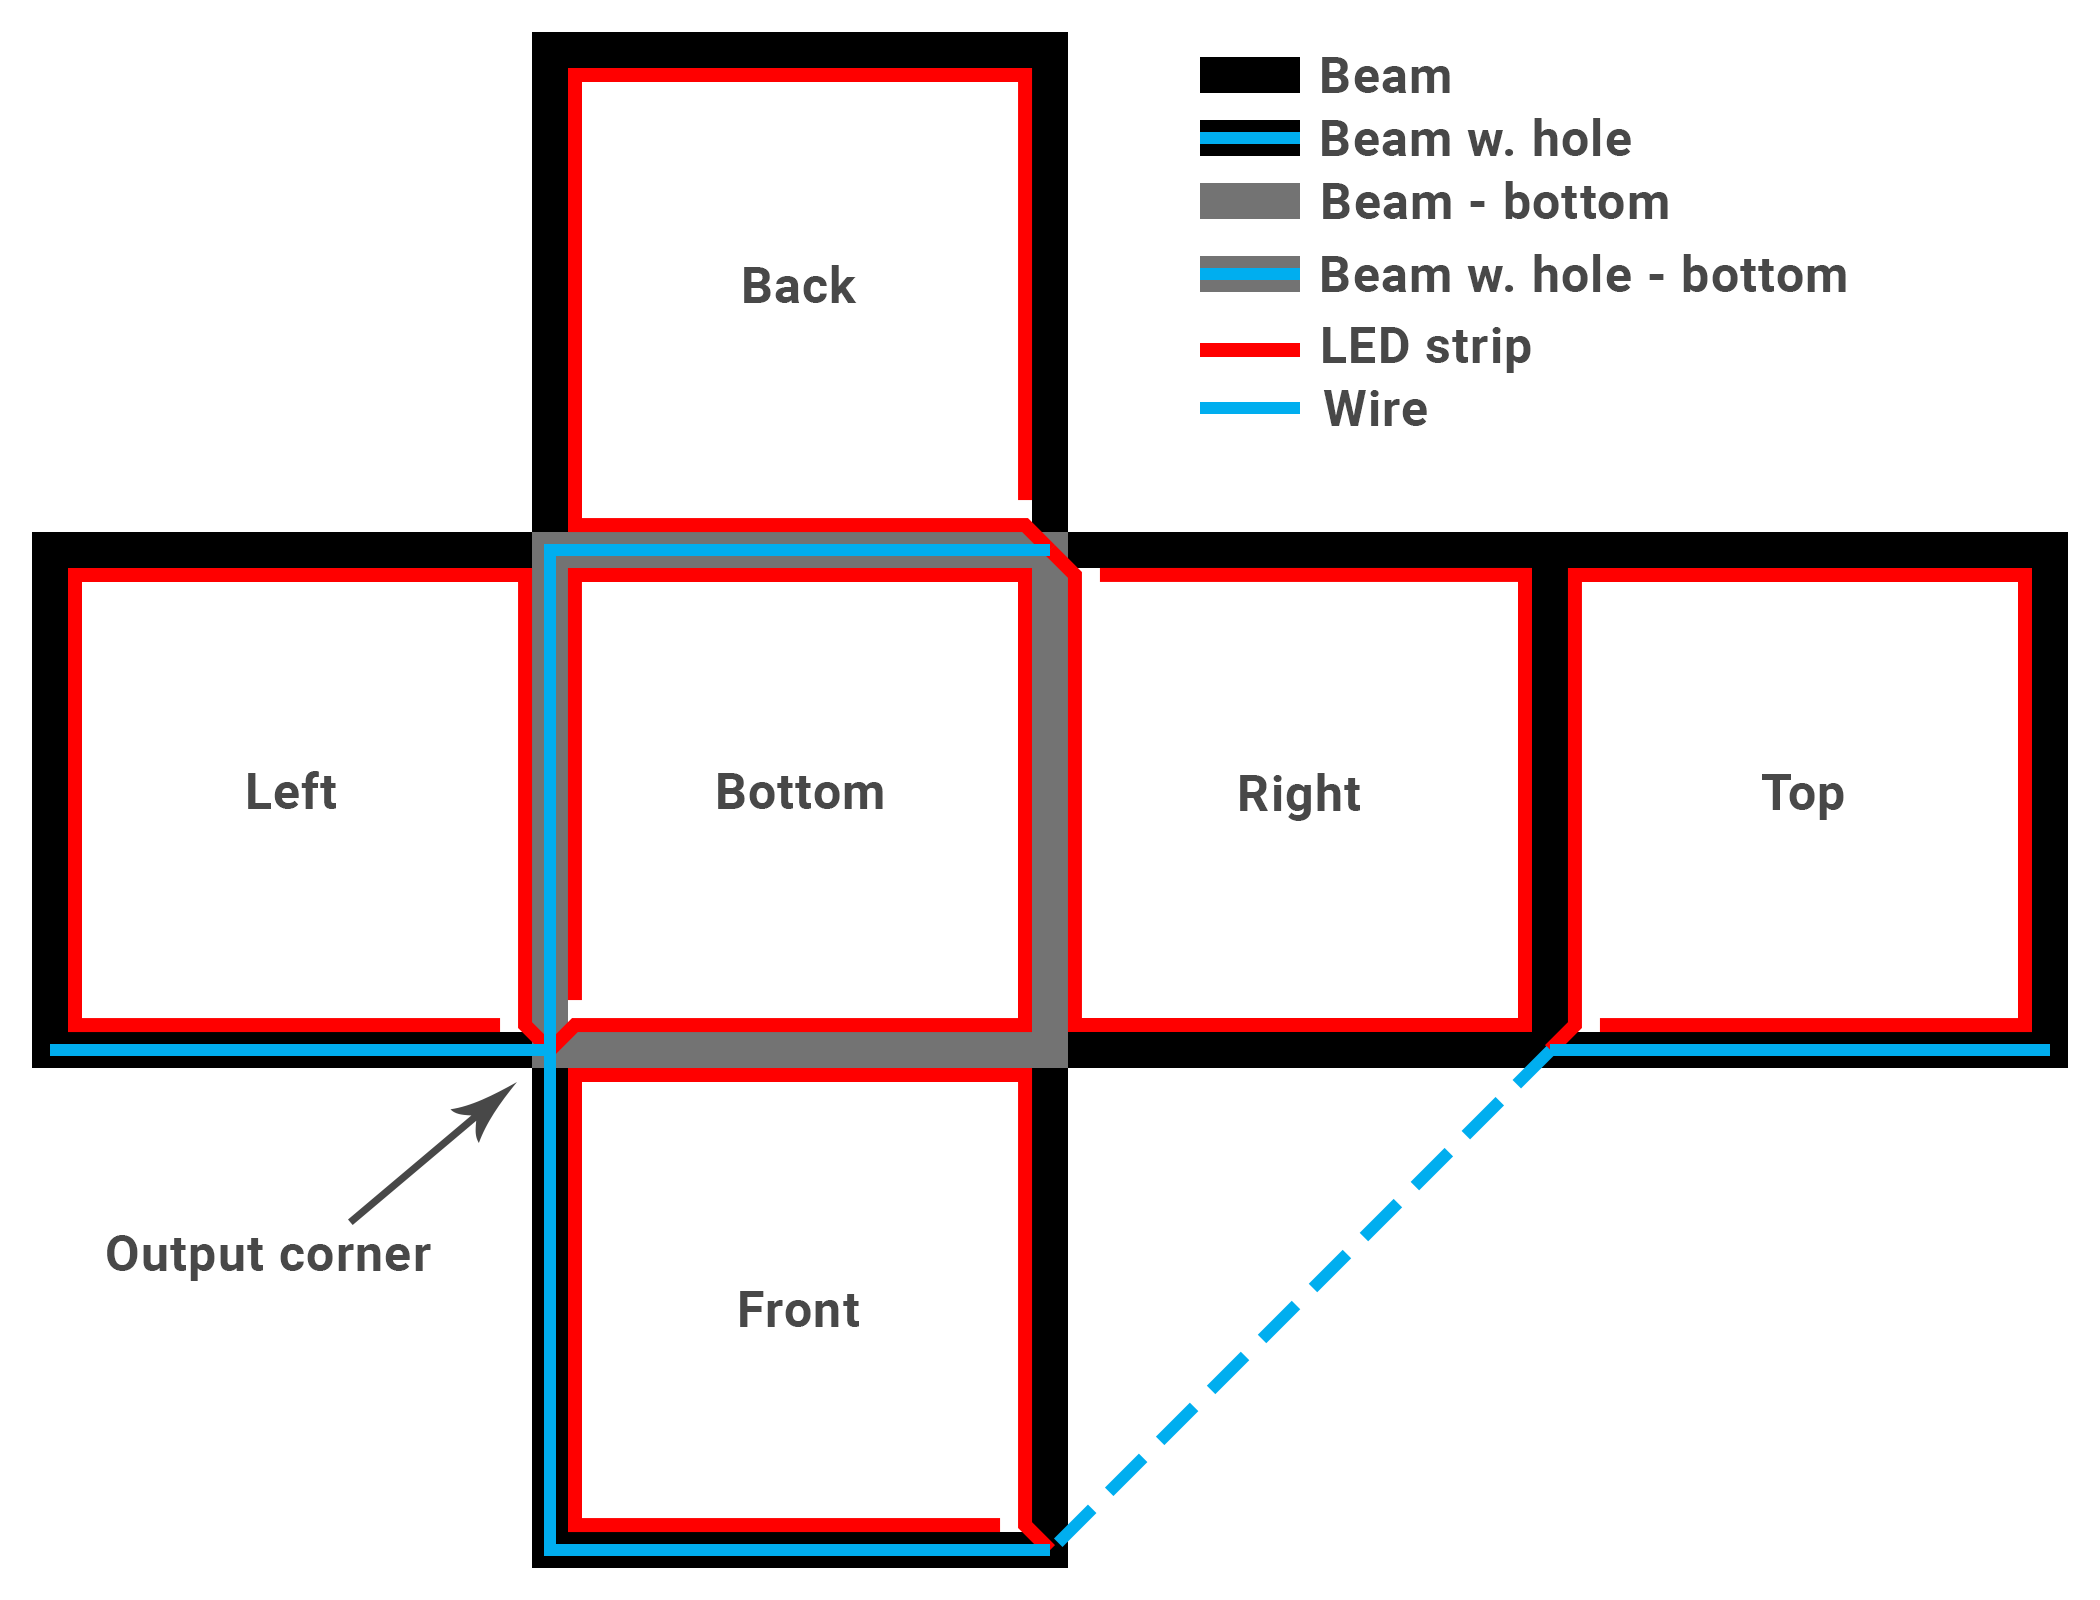 Beam
Beam w. hole
Beam - bottom
Beam w. hole - bottom
LED strip
Wire
Back
Left
Bottom
Right
Top
Output corner
Front